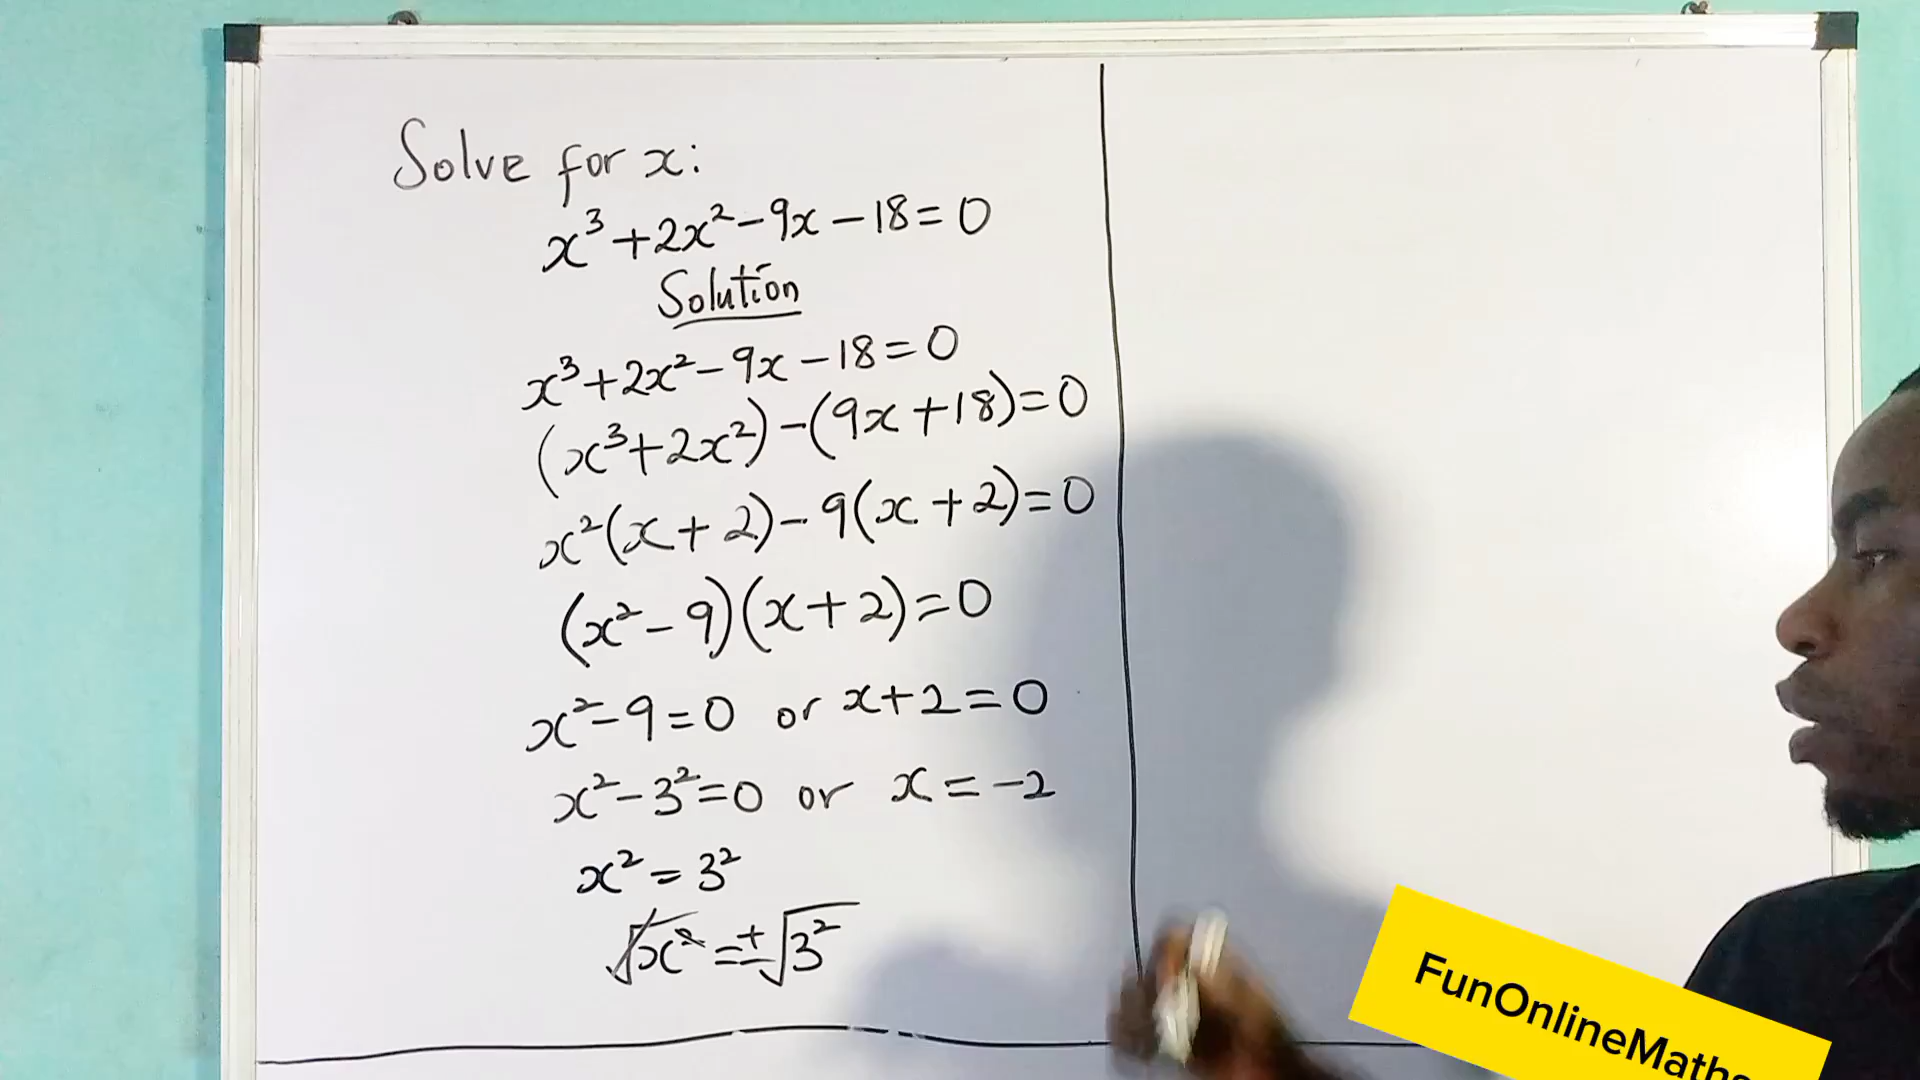 Solve for x:
x³+2x²-9x-18=0
Solution
x³+2x²-9x-18=0
(x³+2x²)-(9x+18)=0
x²(x+2)-9(x+2)=0
(x²-9)(x+2)=0
x²-9=0 or x+2=0
x²-3²=0 or x=-2
x²=3²
√x²=±√3²
FunOnlineMaths